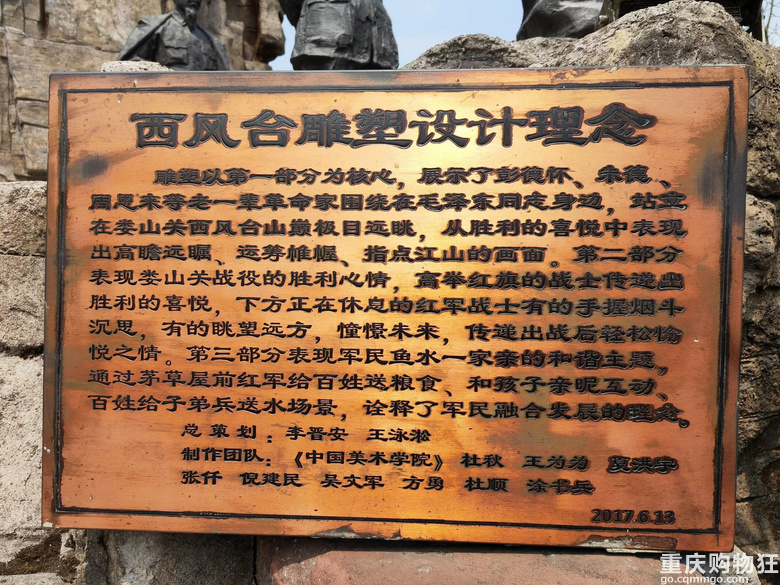 西风台雕塑设计理念
雕塑以第一部分为核心，展示了彭德怀、朱德、
周恩来等老一辈革命家围绕在毛泽东同志身边，站立
在娄山关西风台山巅极目远眺，从胜利的喜悦中表现
出高瞻远瞩、运筹帷幄、指点江山的画面。第二部分
表现娄山关战役的胜利心情，高举红旗的战士传递出
胜利的喜悦，下方正在休息的红军战士有的手握烟斗
沉思，有的眺望远方，憧憬未来，传递出战后轻松愉
悦之情。第三部分表现军民鱼水一家亲的和谐主题，
通过茅草屋前红军给百姓送粮食、和孩子亲昵互动、
百姓给子弟兵送水场景，诠释了军民融合发展的理念。
总策划：李晋安 王泳淞
制作团队：《中国美术学院》 杜秋 王为为 洪宇
张仟 倪建民 吴文军 方勇 杜顺 涂书兵
2017.6.13
重庆购物狂
go.cqmmgo.com